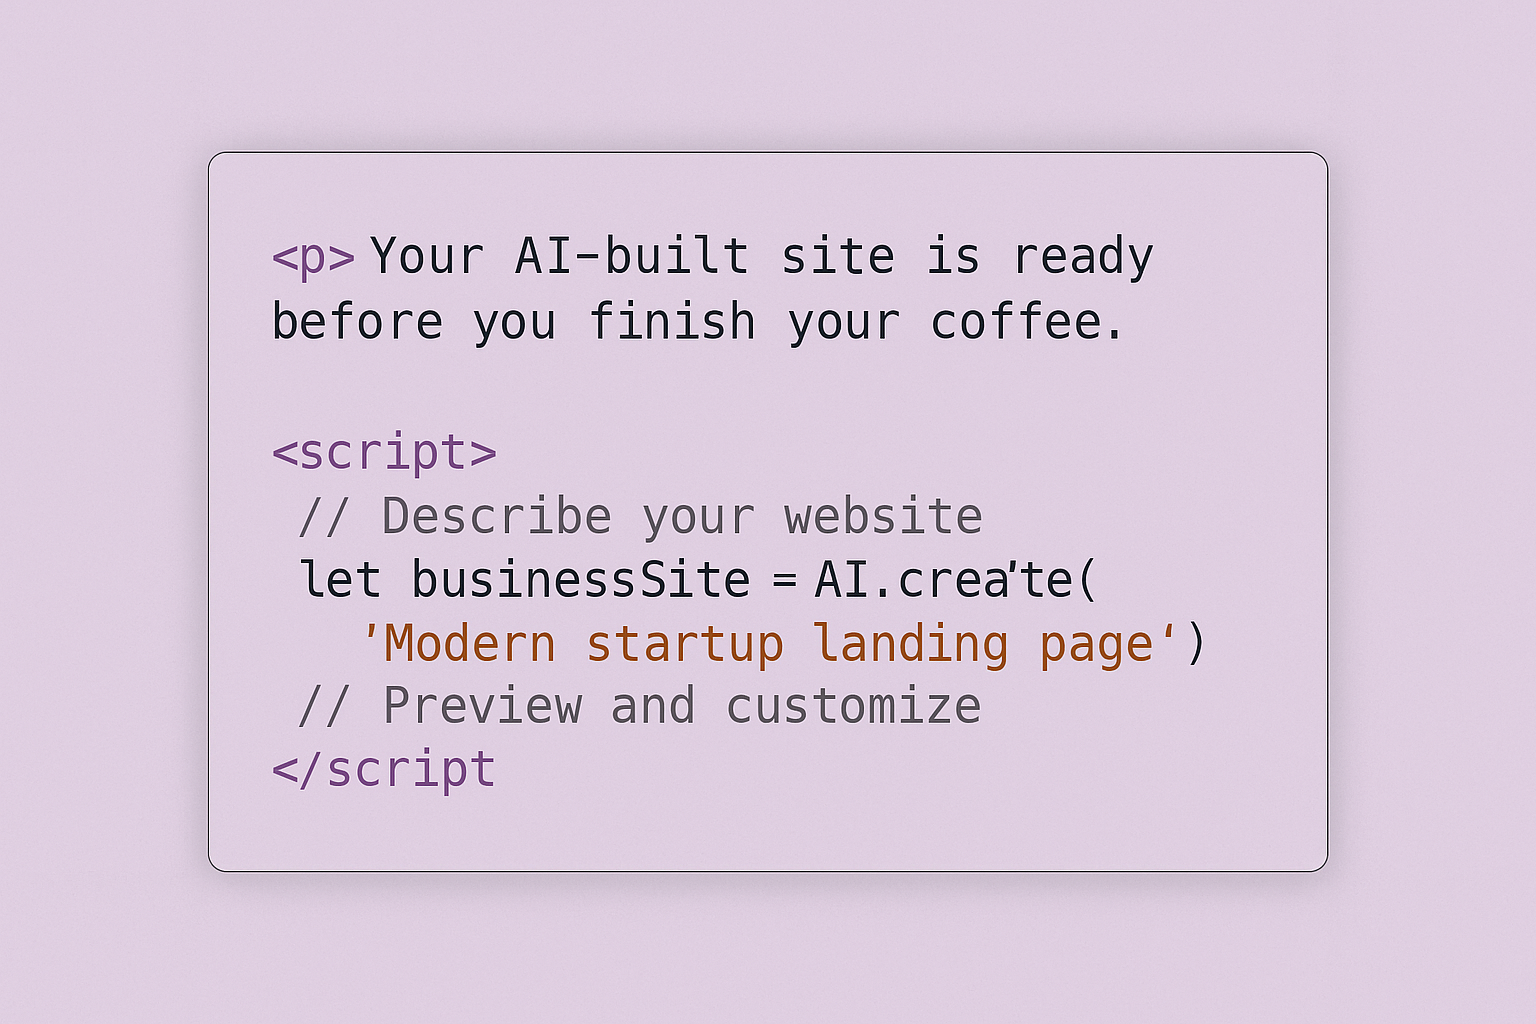 <p> Your AI-built site is ready
before you finish your coffee.
<script>
// Describe your website
let businessSite = AI.crea'te(
'Modern startup landing page‘)
// Preview and customize
</script